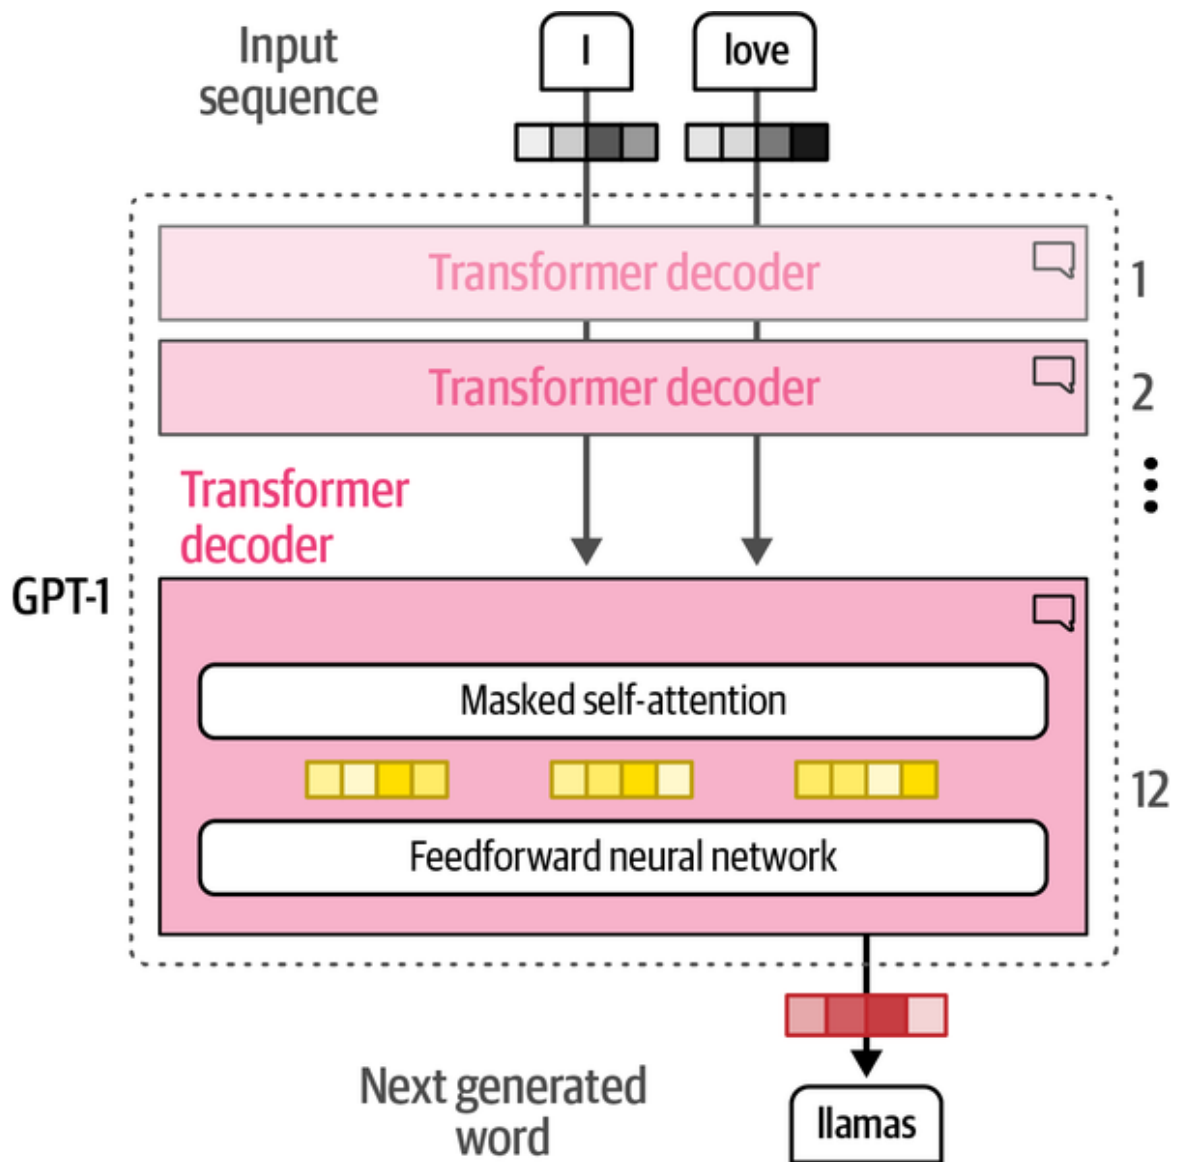 Input
sequence
I
love
Transformer decoder
1
Transformer decoder
2
Transformer
decoder
GPT-1
Masked self-attention
12
Feedforward neural network
Next generated
word
llamas